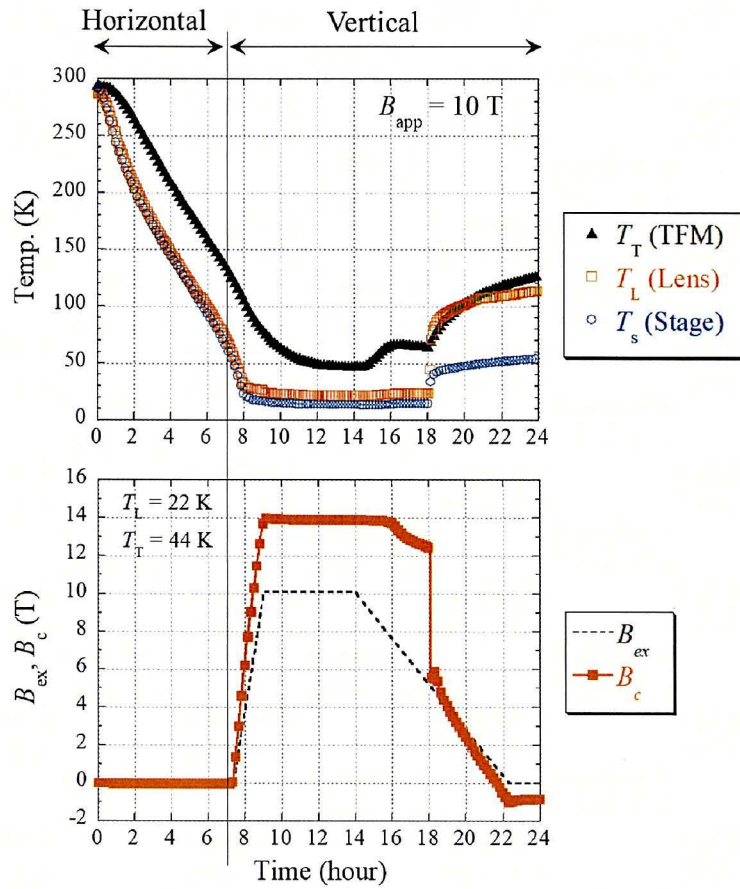 Horizontal Vertical
300
250
200
150
100
50
0
Temp. (K)
B_app = 10 T
0 2 4 6 8 10 12 14 16 18 20 22 24
T_T (TFM)
T_L (Lens)
T_s (Stage)
16
14
12
10
8
6
4
2
0
-2
B_ex, B_c (T)
T_L = 22 K
T_T = 44 K
0 2 4 6 8 10 12 14 16 18 20 22 24
Time (hour)
B_ex
B_c